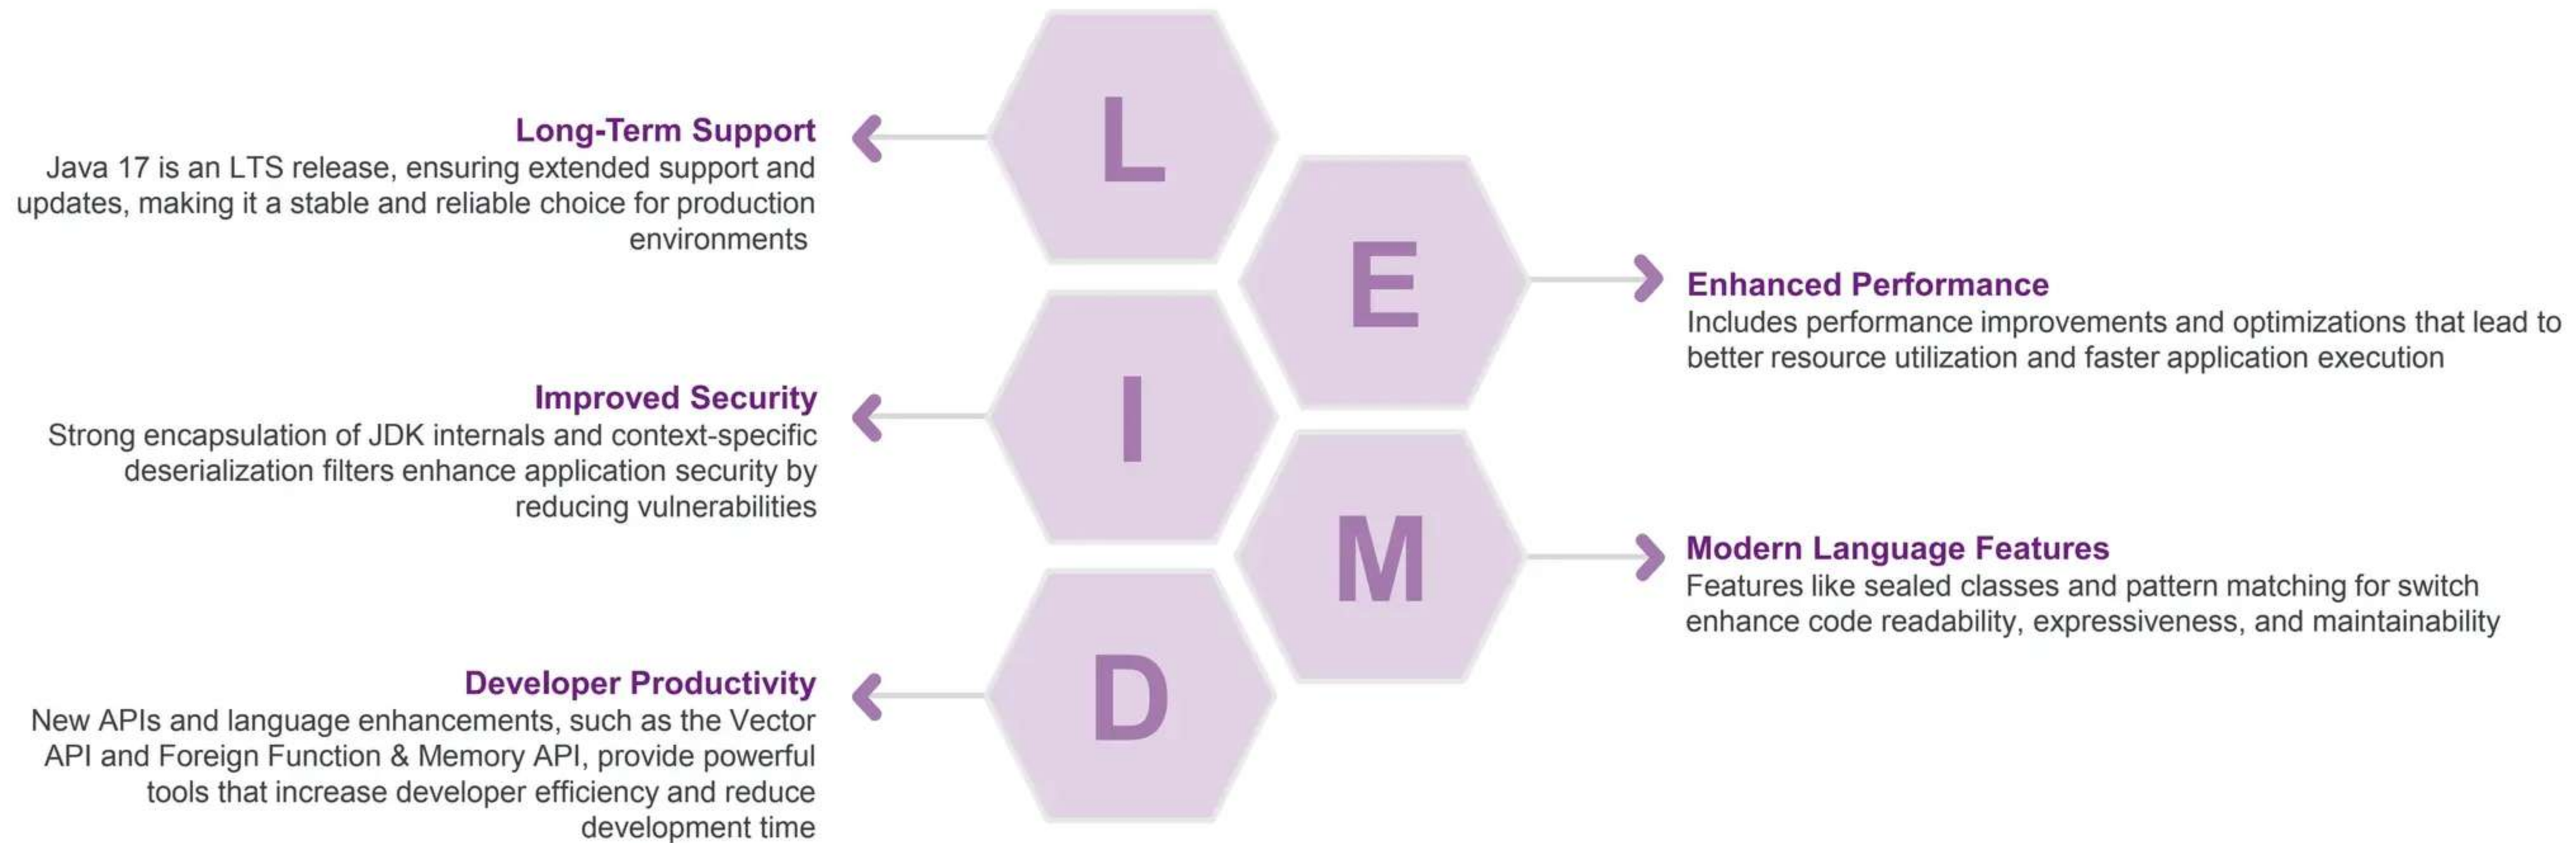 L
Long-Term Support
Java 17 is an LTS release, ensuring extended support and
updates, making it a stable and reliable choice for production
environments
E
Enhanced Performance
Includes performance improvements and optimizations that lead to
better resource utilization and faster application execution
I
Improved Security
Strong encapsulation of JDK internals and context-specific
deserialization filters enhance application security by
reducing vulnerabilities
M
Modern Language Features
Features like sealed classes and pattern matching for switch
enhance code readability, expressiveness, and maintainability
D
Developer Productivity
New APIs and language enhancements, such as the Vector
API and Foreign Function & Memory API, provide powerful
tools that increase developer efficiency and reduce
development time